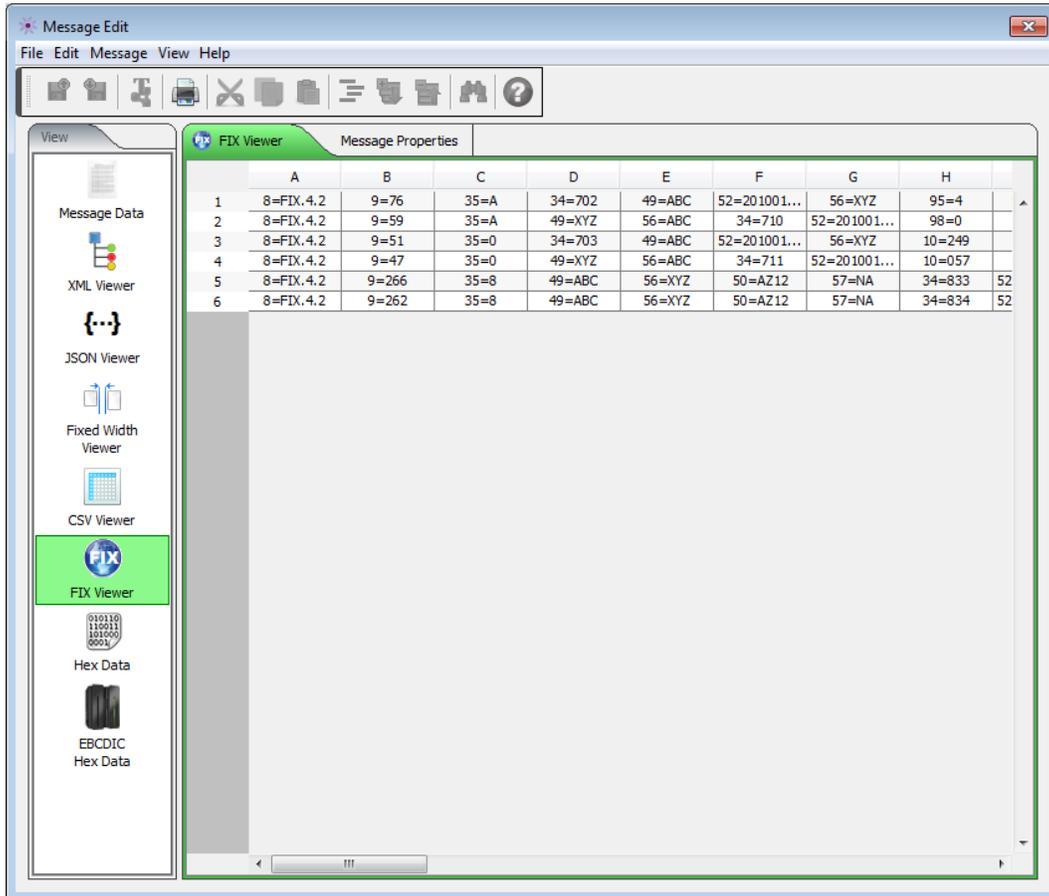 Message Edit
File Edit Message View Help
View
Message Data
XML Viewer
{...}
JSON Viewer
Fixed Width
Viewer
CSV Viewer
FIX
FIX Viewer
010110
110011
101000
0001
Hex Data
EBCDIC
Hex Data
FIX FIX Viewer Message Properties
A B C D E F G H
1 8=FIX.4.2 9=76 35=A 34=702 49=ABC 52=201001... 56=XYZ 95=4
2 8=FIX.4.2 9=59 35=A 49=XYZ 56=ABC 34=710 52=201001... 98=0
3 8=FIX.4.2 9=51 35=0 34=703 49=ABC 52=201001... 56=XYZ 10=249
4 8=FIX.4.2 9=47 35=0 49=XYZ 56=ABC 34=711 52=201001... 10=057
5 8=FIX.4.2 9=266 35=8 49=ABC 56=XYZ 50=AZ12 57=NA 34=833 52
6 8=FIX.4.2 9=262 35=8 49=ABC 56=XYZ 50=AZ12 57=NA 34=834 52